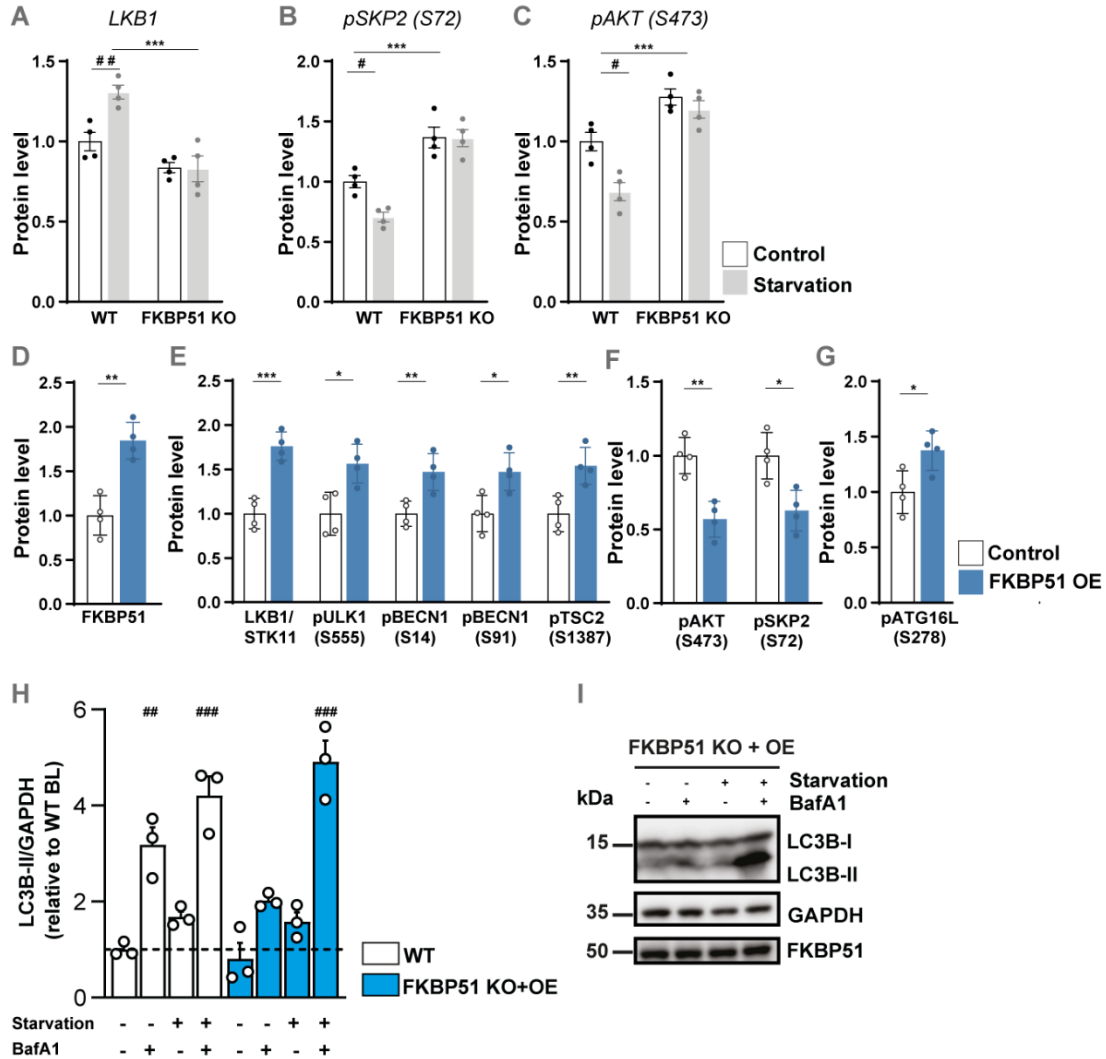 A LKB1
B pSKP2 (S72)
C pAKT (S473)
***
# #
***
#
***
#
Protein level
1.5
1.0
0.5
0.0
WT FKBP51 KO
Protein level
2.0
1.5
1.0
0.5
0.0
WT FKBP51 KO
Protein level
1.5
1.0
0.5
0.0
WT FKBP51 KO
Control
Starvation
D
**
Protein level
2.5
2.0
1.5
1.0
0.5
0.0
FKBP51
E
*** * ** * **
Protein level
2.5
2.0
1.5
1.0
0.5
0.0
LKB1/ pULK1 pBECN1 pBECN1 pTSC2
STK11 (S555) (S14) (S91) (S1387)
F
** *
Protein level
1.5
1.0
0.5
0.0
pAKT pSKP2
(S473) (S72)
G
*
Protein level
2.0
1.5
1.0
0.5
0.0
pATG16L
(S278)
Control
FKBP51 OE
H
## ### ###
LC3B-II/GAPDH
(relative to WT BL)
6
4
2
0
WT
FKBP51 KO+OE
Starvation - - + + - - + +
BafA1 - + - + - + - +
I
FKBP51 KO + OE
- - + + Starvation
- + - + BafA1
kDa
15 LC3B-I
LC3B-II
35 GAPDH
50 FKBP51